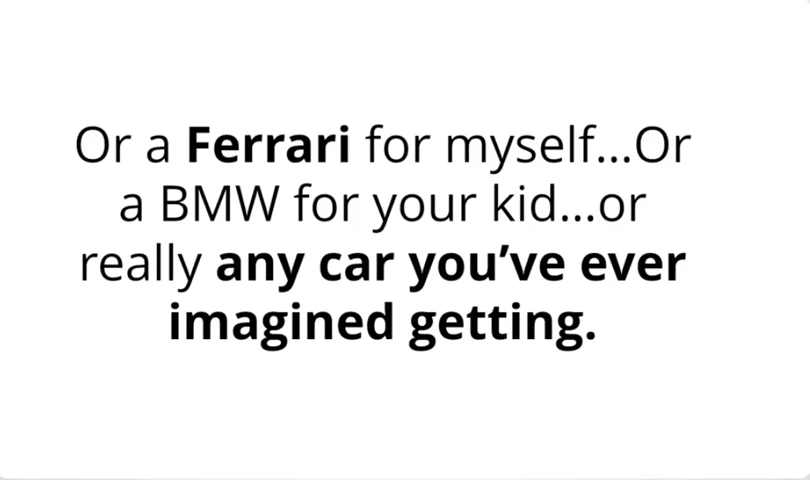 Or a Ferrari for myself...Or
a BMW for your kid...or
really any car you’ve ever
imagined getting.